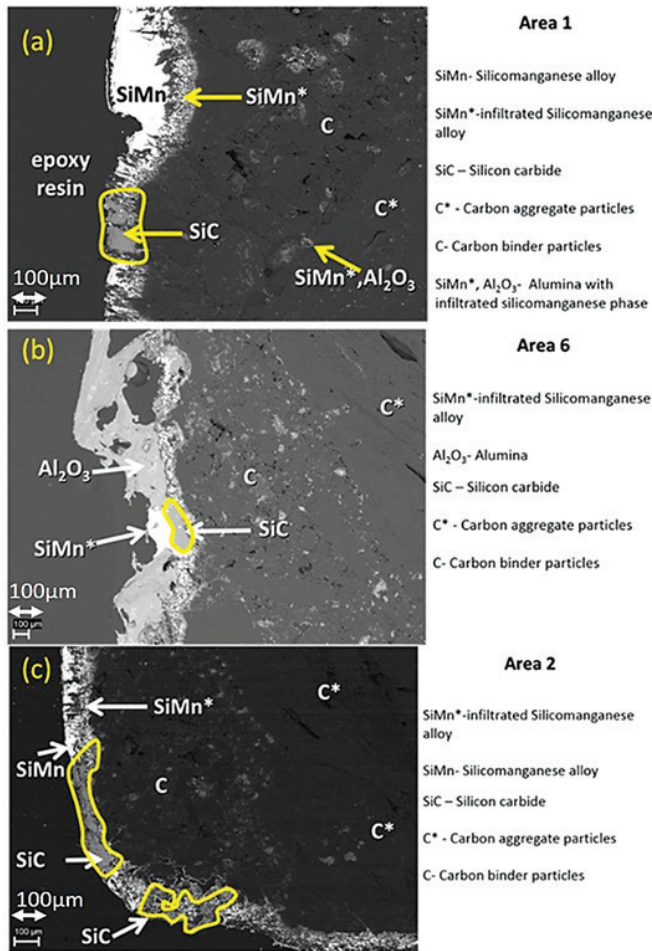 (a)
SiMn
SiMn*
C
epoxy
resin
C*
SiC
SiMn*,Al₂O₃
100µm
Area 1
SiMn- Silicomanganese alloy
SiMn*-infiltrated Silicomanganese
alloy
SiC – Silicon carbide
C* - Carbon aggregate particles
C- Carbon binder particles
SiMn*, Al₂O₃- Alumina with
infiltrated silicomanganese phase
(b)
C*
Al₂O₃
C
SiC
SiMn*
100µm
100 µm
Area 6
SiMn*-infiltrated Silicomanganese
alloy
Al₂O₃- Alumina
SiC – Silicon carbide
C* - Carbon aggregate particles
C- Carbon binder particles
(c)
C*
SiMn*
SiMn
C
C*
SiC
SiC
100µm
100 µm
Area 2
SiMn*-infiltrated Silicomanganese
alloy
SiMn- Silicomanganese alloy
SiC – Silicon carbide
C* - Carbon aggregate particles
C- Carbon binder particles